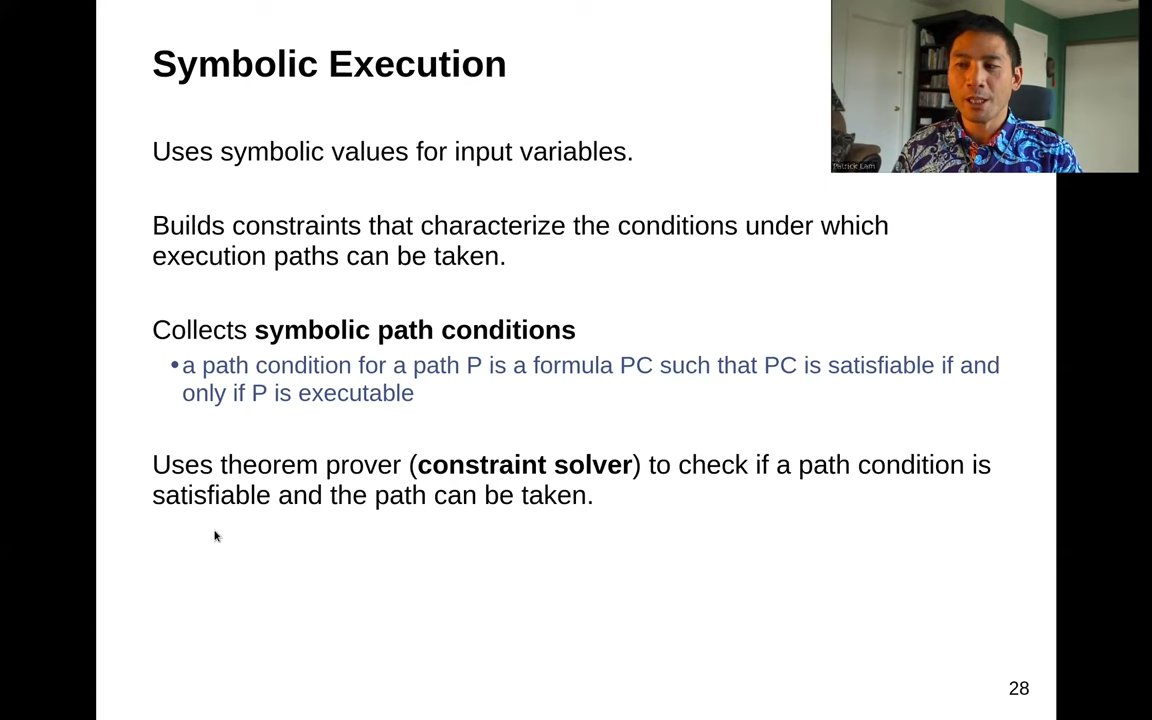 Symbolic Execution
Patrick Lam
Uses symbolic values for input variables.
Builds constraints that characterize the conditions under which
execution paths can be taken.
Collects symbolic path conditions
•a path condition for a path P is a formula PC such that PC is satisfiable if and
only if P is executable
Uses theorem prover (constraint solver) to check if a path condition is
satisfiable and the path can be taken.
28